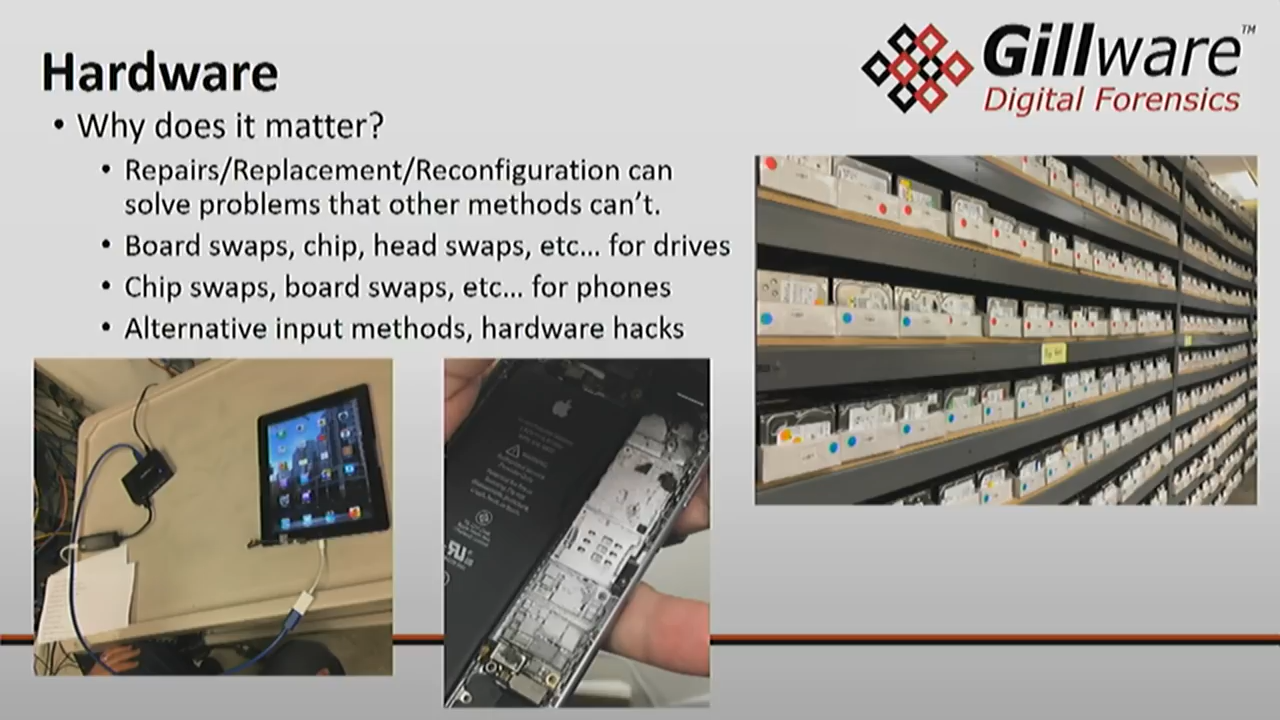 Hardware
Gillware™
Digital Forensics
• Why does it matter?
• Repairs/Replacement/Reconfiguration can
solve problems that other methods can't.
• Board swaps, chip, head swaps, etc... for drives
• Chip swaps, board swaps, etc... for phones
• Alternative input methods, hardware hacks